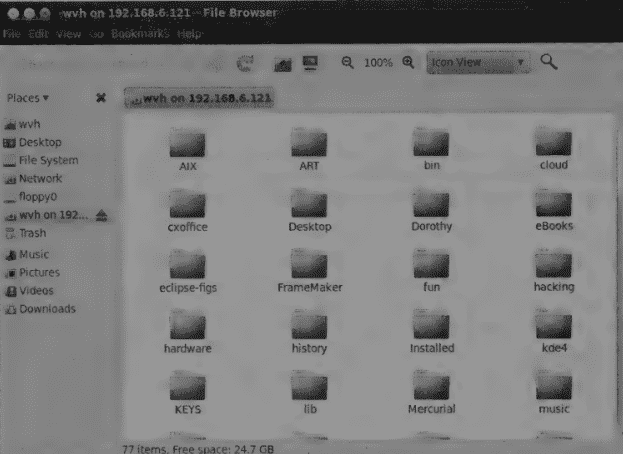 wvh on 192.168.6.121 - File Browser
File Edit View Go Bookmarks Help
100% Icon View
Places
wvh on 192.168.6.121
wvh
Desktop
File System
Network
floppy0
wvh on 192...
Trash
Music
Pictures
Videos
Downloads
AIX ART bin cloud
cxoffice Desktop Dorothy eBooks
eclipse-figs FrameMaker fun hacking
hardware history Installed kde4
KEYS lib Mercurial music
77 items, Free space: 24.7 GB